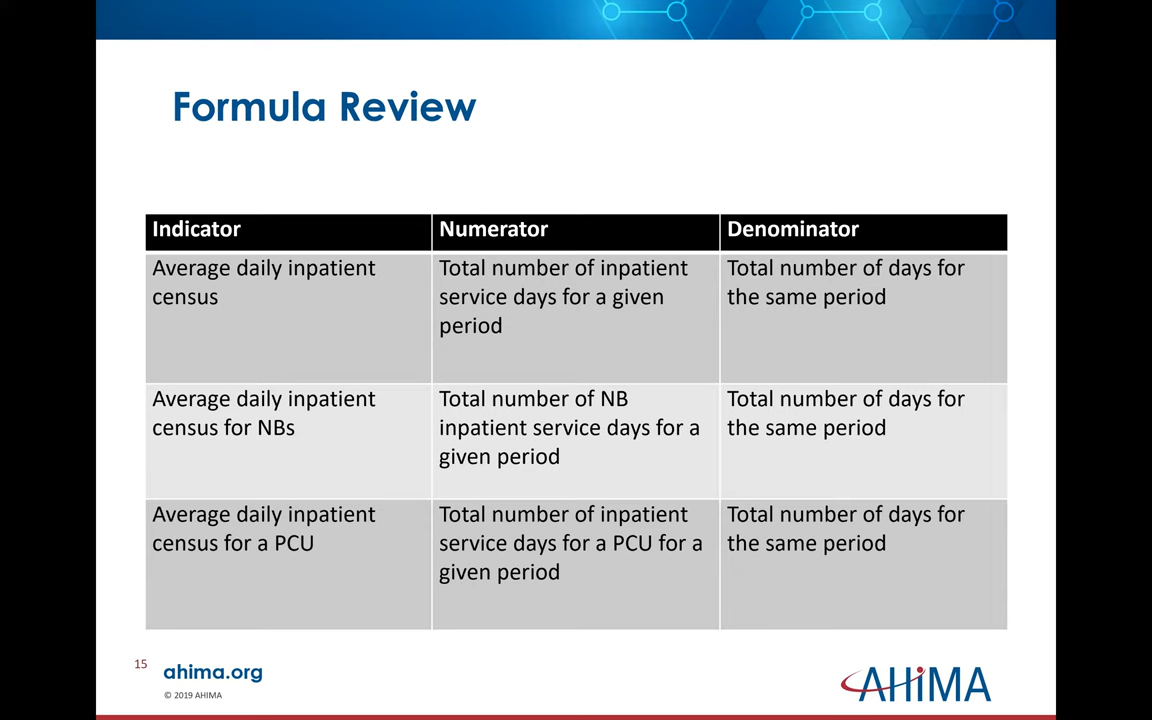 Formula Review
Indicator
Numerator
Denominator
Average daily inpatient
census
Total number of inpatient
service days for a given
period
Total number of days for
the same period
Average daily inpatient
census for NBs
Total number of NB
inpatient service days for a
given period
Total number of days for
the same period
Average daily inpatient
census for a PCU
Total number of inpatient
service days for a PCU for a
given period
Total number of days for
the same period
15
ahima.org
© 2019 AHIMA
AHiMA